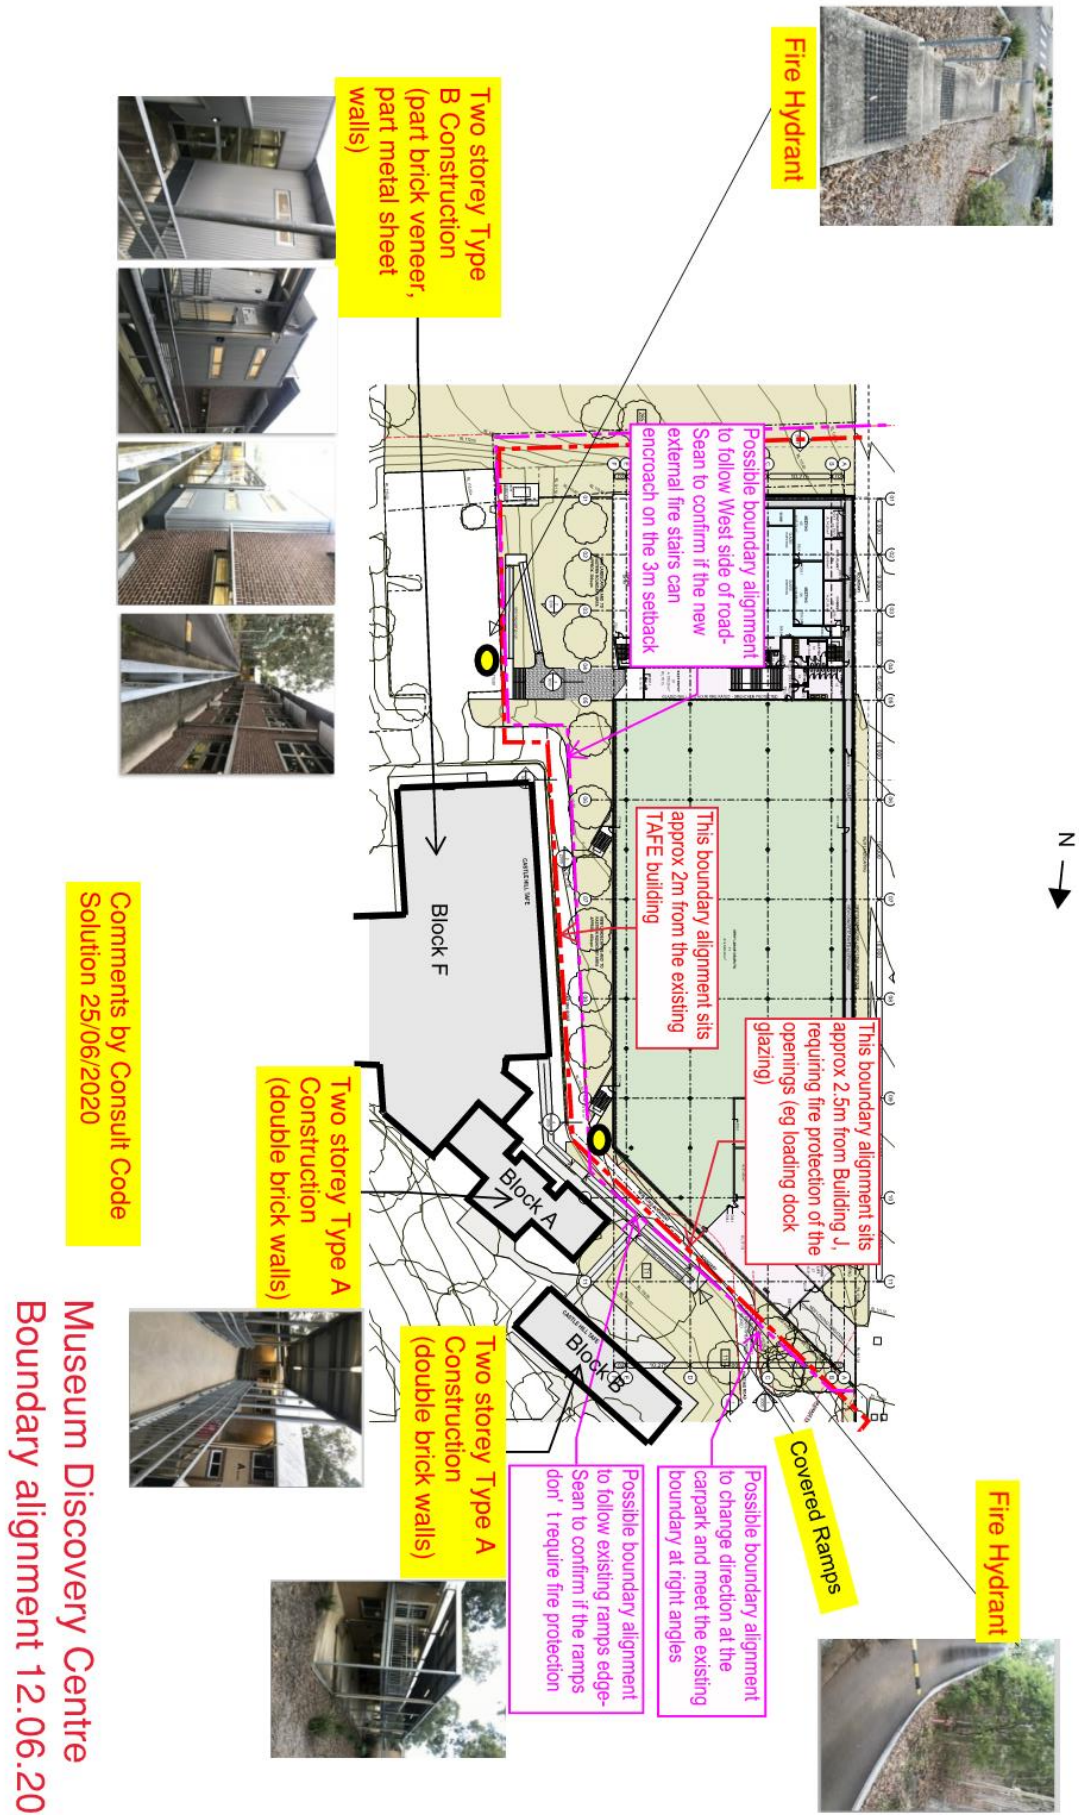 Fire Hydrant
Two storey Type
B Construction
(part brick veneer,
part metal sheet
walls)
Possible boundary alignment
to follow West side of road-
Sean to confirm if the new
external fire stairs can
encroach on the 3m setback
This boundary alignment sits
approx 2m from the existing
TAFE building
This boundary alignment sits
approx 2.5m from Building J,
requiring fire protection of the
openings (eg loading dock
glazing)
N
CASTLE HILL TAFE
Block F
Block A
CASTLE HILL TAFE
Block B
Comments by Consult Code
Solution 25/06/2020
Two storey Type A
Construction
(double brick walls)
Two storey Type A
Construction
(double brick walls)
Possible boundary alignment
to follow existing ramps edge-
Sean to confirm if the ramps
don' t require fire protection
Possible boundary alignment
to change direction at the
carpark and meet the existing
boundary at right angles
Covered Ramps
Fire Hydrant
Museum Discovery Centre
Boundary alignment 12.06.20